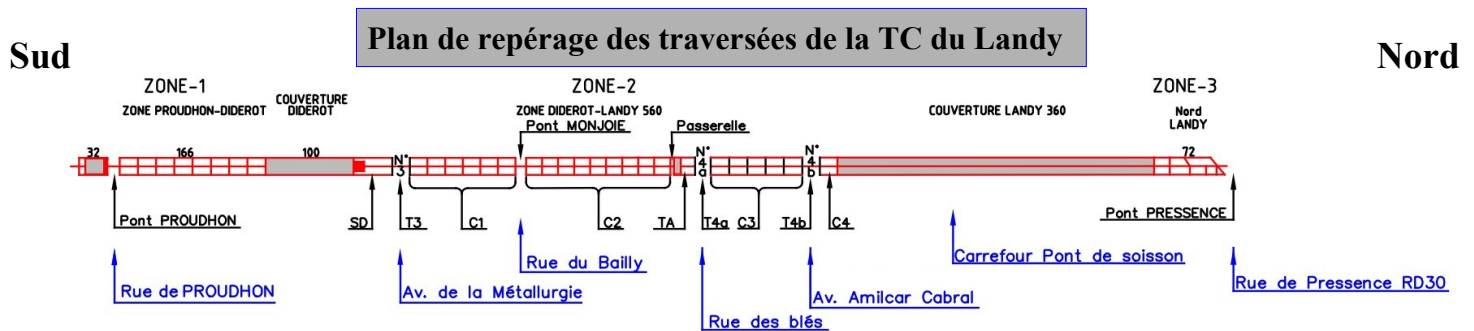 Plan de repérage des traversées de la TC du Landy
Sud
Nord
ZONE-1
ZONE-2
ZONE-3
ZONE PROUDHON-DIDEROT
COUVERTURE
DIDEROT
ZONE DIDEROT-LANDY 560
COUVERTURE LANDY 360
Nord
LANDY
Pont MONJOIE
Passerelle
32
166
100
N°
3
N°
4
a
N°
4
b
72
Pont PROUDHON
SD
T3
C1
C2
TA
T4a
C3
T4b
C4
Pont PRESSENCE
Rue de PROUDHON
Av. de la Métallurgie
Rue du Bailly
Rue des blés
Av. Amilcar Cabral
Carrefour Pont de soisson
Rue de Pressence RD30